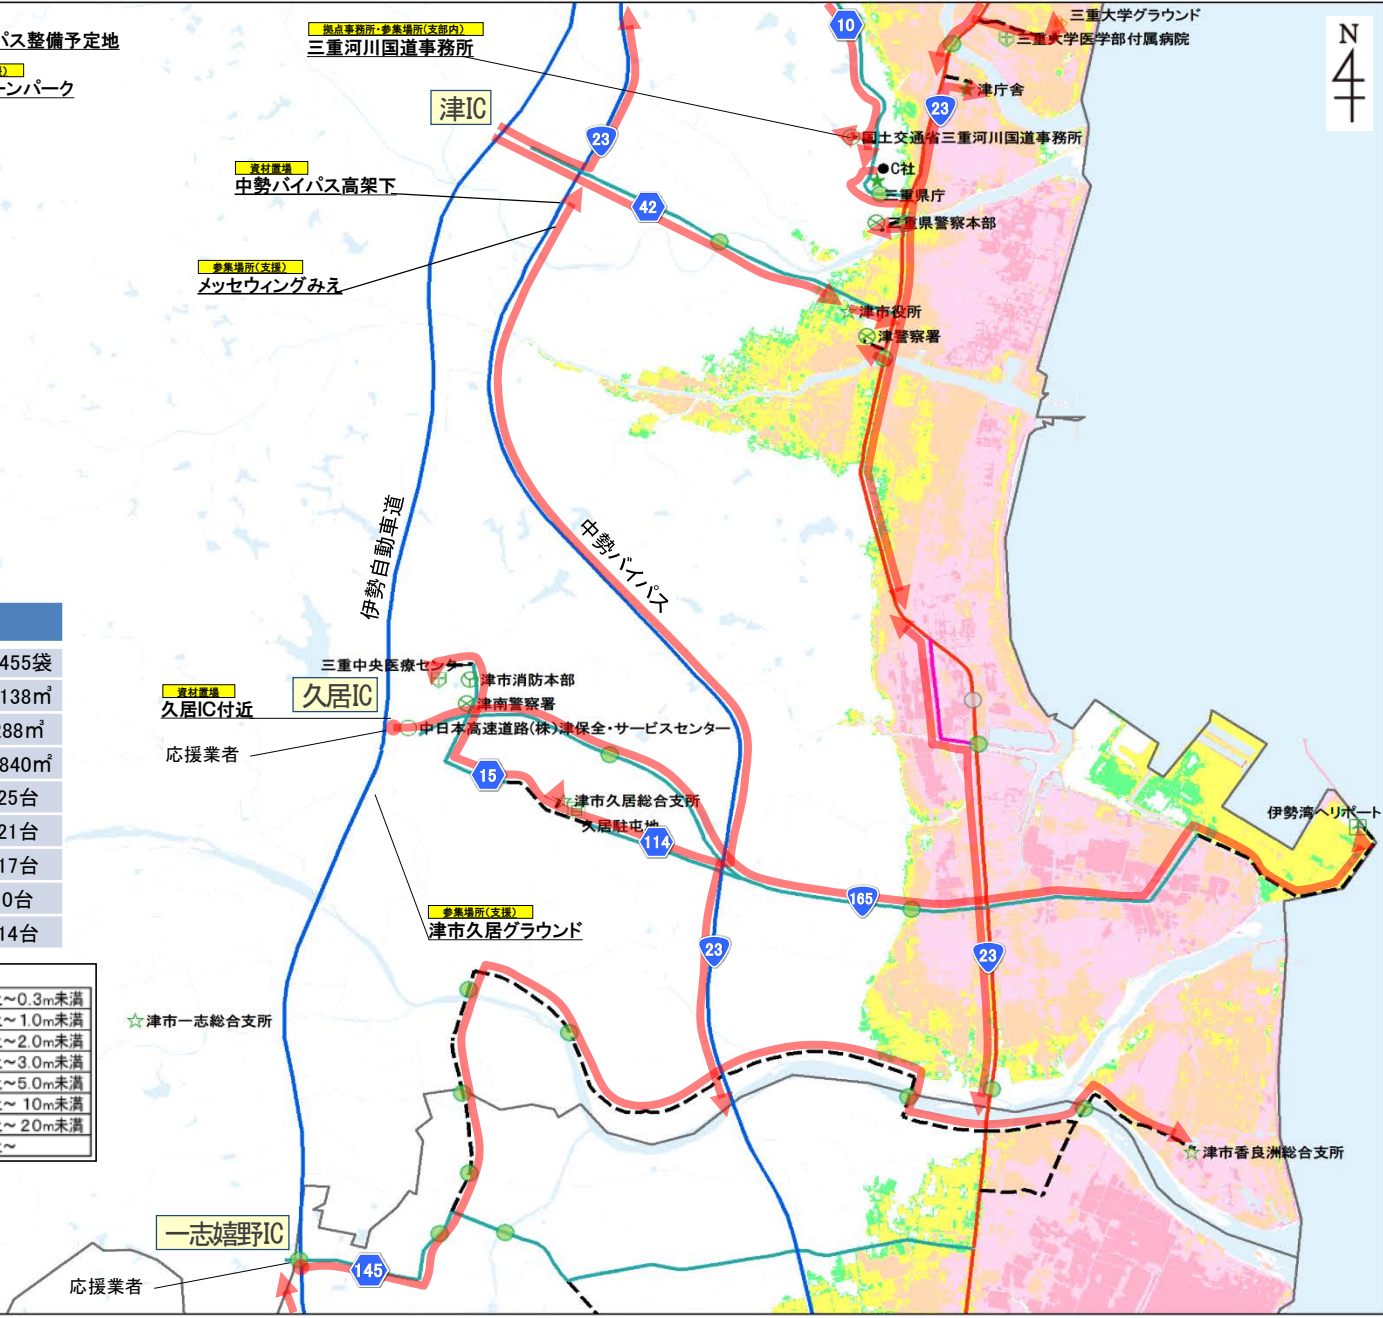 パス整備予定地
ーンパーク
拠点事務所・参集場所(支部内)
三重河川国道事務所
津IC
資材置場
中勢バイパス高架下
参集場所(支援)
メッセウィングみえ
10
三重大学グラウンド
三重大学医学部付属病院
N
津庁舎
23
国土交通省三重河川国道事務所
C社
三重県庁
三重県警察本部
23
42
津市役所
津警察署
伊勢自動車道
中勢バイパス
455袋
138㎥
288㎥
840㎡
25台
21台
17台
0台
14台
三重中央医療センター
津市消防本部
久居IC
津南警察署
資材置場
久居IC付近
中日本高速道路(株)津保全・サービスセンター
応援業者
15
津市久居総合支所
久居駐屯地
114
伊勢湾ヘリポート
165
参集場所(支援)
津市久居グラウンド
23
23
～0.3m未満
～1.0m未満
～2.0m未満
～3.0m未満
～5.0m未満
～10m未満
～20m未満
～
津市一志総合支所
津市香良洲総合支所
一志嬉野IC
145
応援業者